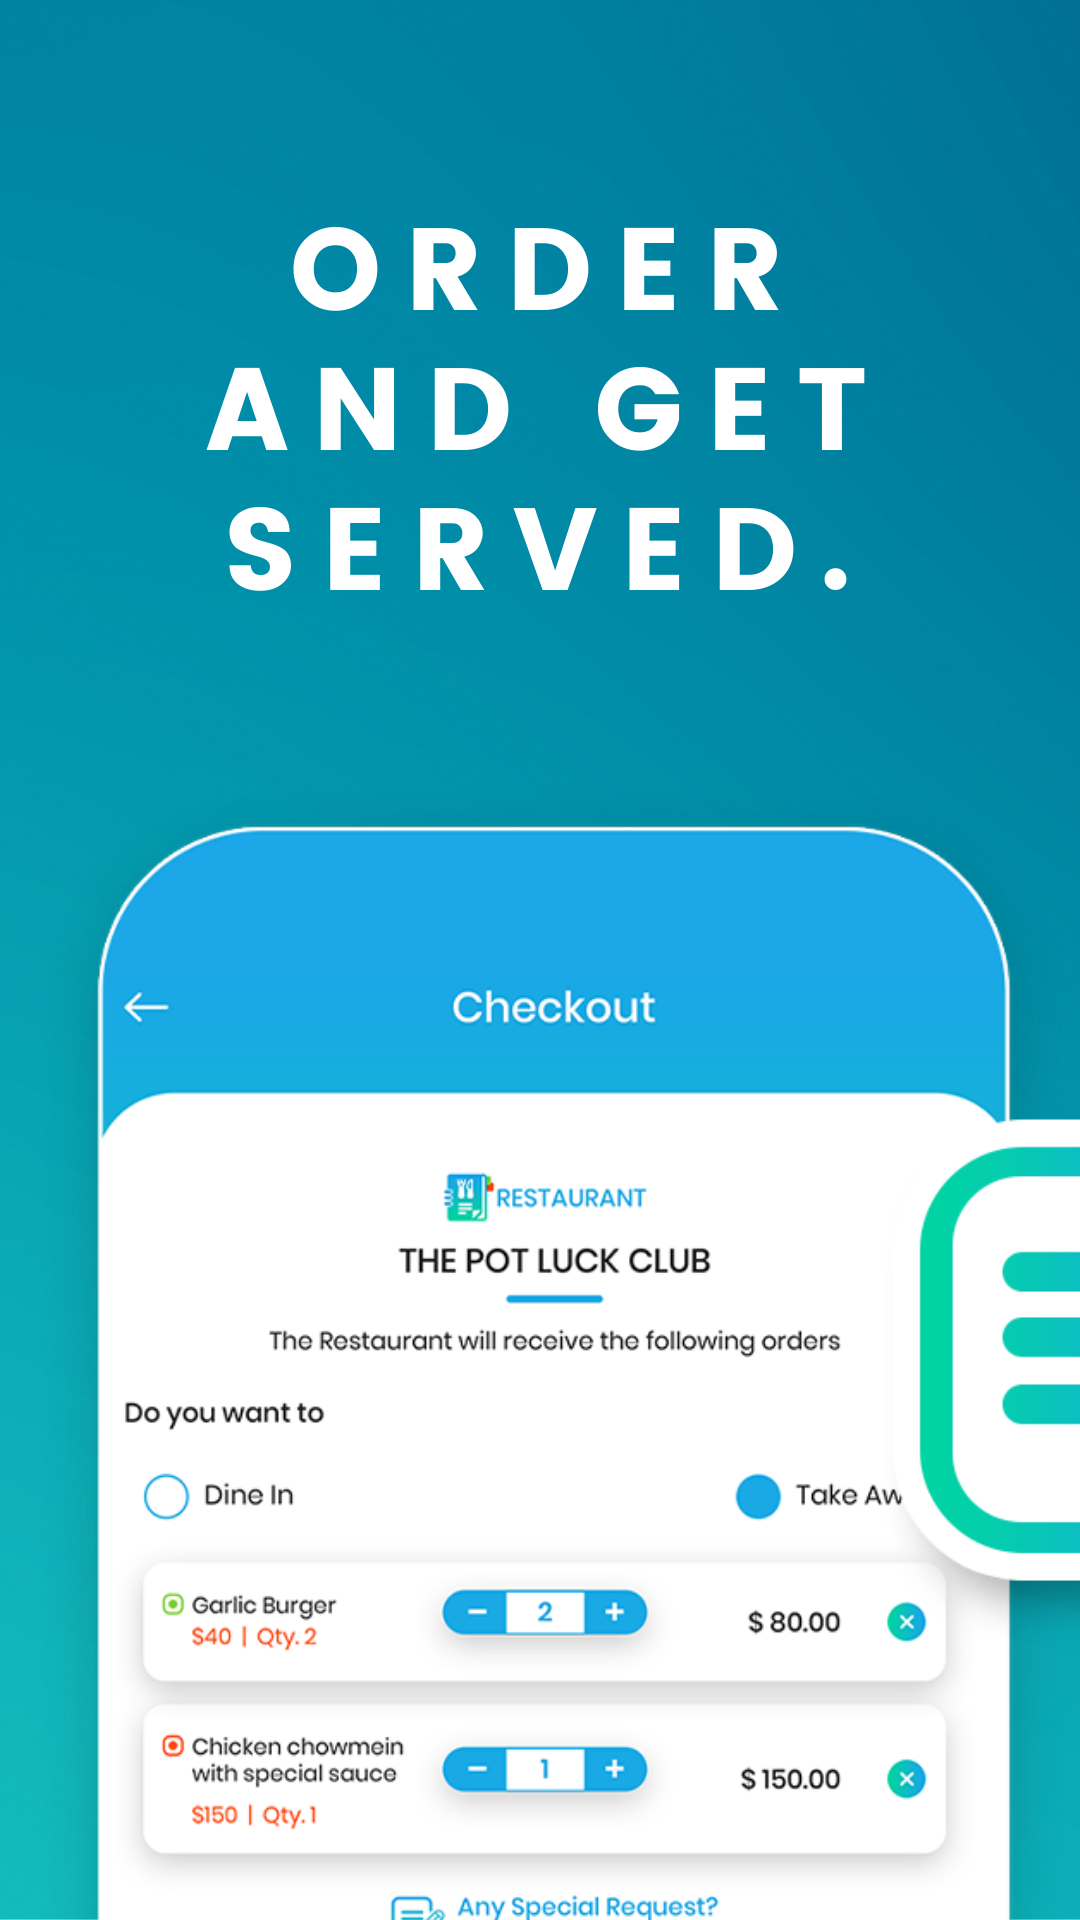 ORDER
AND GET
SERVED.
Checkout
RESTAURANT
THE POT LUCK CLUB
The Restaurant will receive the following orders
Do you want to
Dine In
Take Aw
Garlic Burger
$40 | Qty. 2
2
$ 80.00
Chicken chowmein
with special sauce
$150 | Qty. 1
1
$ 150.00
Any Special Request?